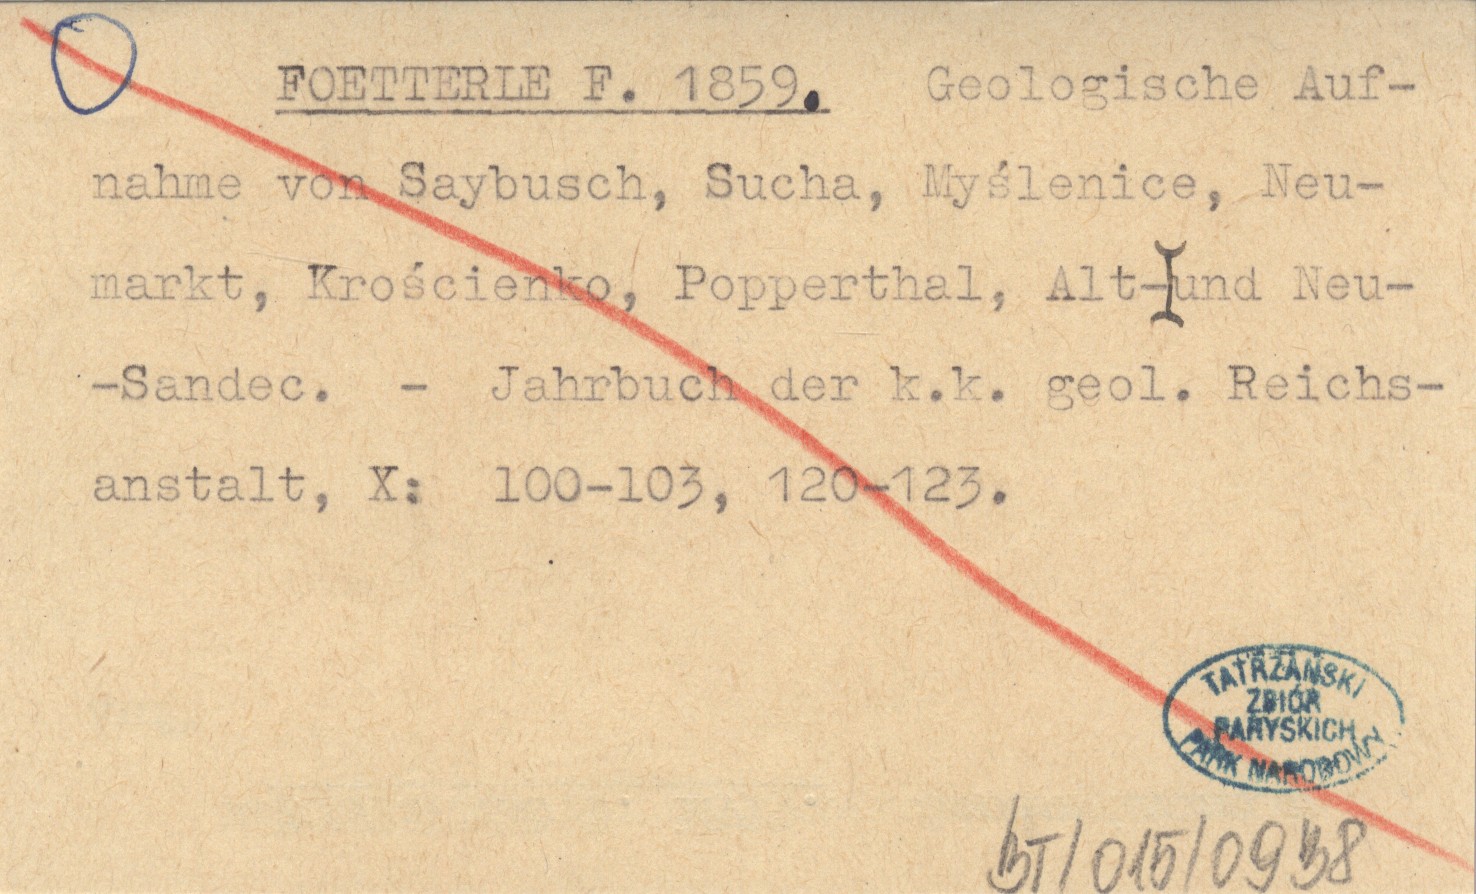 FOETTERLE F. 1859. Geologische Auf-
nahme von Saybusch, Sucha, Myślenice, Neu-
markt, Krościenko, Popperthal, Alt-und Neu-
-Sandec. - Jahrbuch der k.k. geol. Reichs-
anstalt, X: 100-103, 120-123.
TATRZAŃSKI
ZBIÓR
PARYSKICH
PARK NARODOWY
BT/015/0938